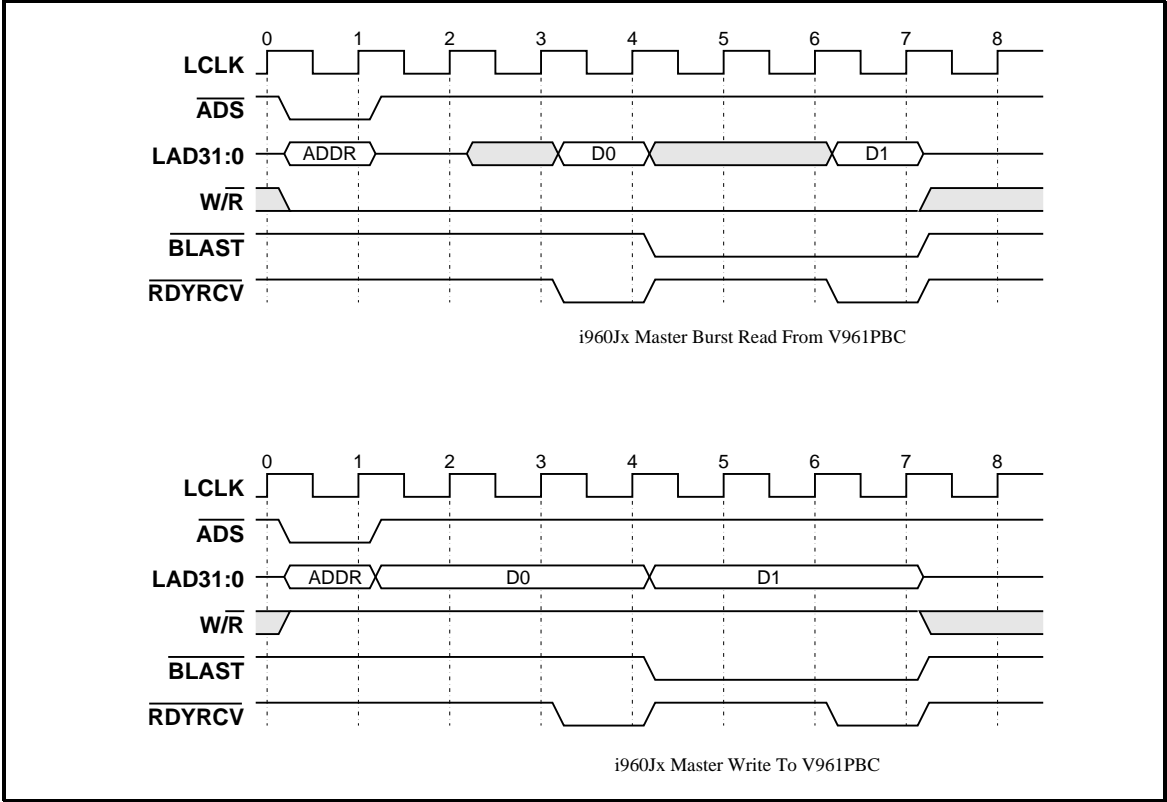 0 1 2 3 4 5 6 7 8
LCLK
ADS
LAD31:0 ADDR D0 D1
W/R
BLAST
RDYRCV
i960Jx Master Burst Read From V961PBC
0 1 2 3 4 5 6 7 8
LCLK
ADS
LAD31:0 ADDR D0 D1
W/R
BLAST
RDYRCV
i960Jx Master Write To V961PBC